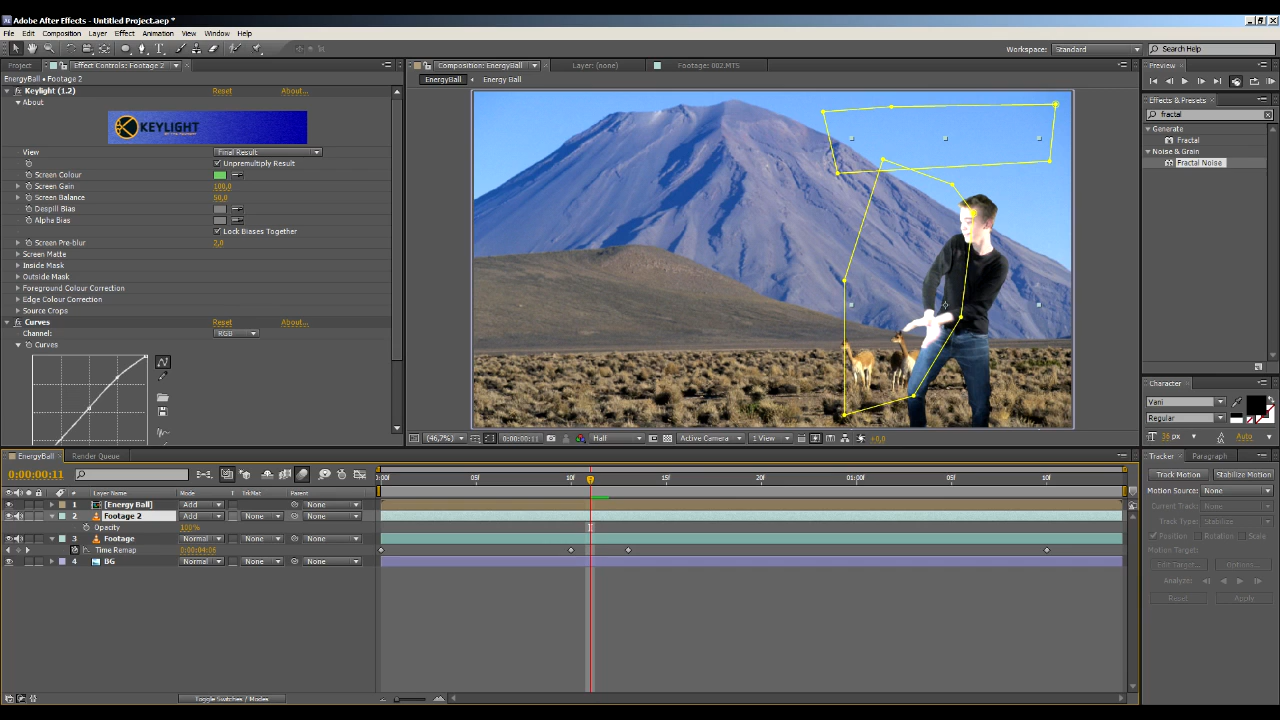 Adobe After Effects - Untitled Project.aep *
File Edit Composition Layer Effect Animation View Window Help
Workspace: Standard Search Help
Project Effect Controls: Footage 2 Composition: EnergyBall Layer: (none) Footage: 002.MTS Preview
EnergyBall • Footage 2 EnergyBall Energy Ball
Keylight (1.2) Reset About...
About
KEYLIGHT
Effects & Presets
fractal
Generate
Fractal
Noise & Grain
Fractal Noise
View Final Result
Unpremultiply Result
Screen Colour
Screen Gain 100,0
Screen Balance 50,0
Despill Bias
Alpha Bias
Lock Biases Together
Screen Pre-blur 2,0
Screen Matte
Inside Mask
Outside Mask
Foreground Colour Correction
Edge Colour Correction
Source Crops
Curves Reset About...
Channel: RGB
Curves
Character
Vani
Regular
36 px Auto
(46,7%) 0:00:00:11 Half Active Camera 1 View +0,0
EnergyBall Render Queue Tracker Paragraph
0:00:00:11
0:00f 05f 10f 15f 20f 01:00f 05f 10f
Track Motion Stabilize Motion
Motion Source: None
Current Track: None
Track Type: Stabilize
Position Rotation Scale
Motion Target:
Edit Target... Options...
Analyze:
Reset Apply
# Layer Name Mode T TrkMat Parent
1 [Energy Ball] Add None
2 Footage 2 Add None None
Opacity 100%
3 Footage Normal None None
Time Remap 0:00:04:06
4 BG Normal None None
Toggle Switches / Modes